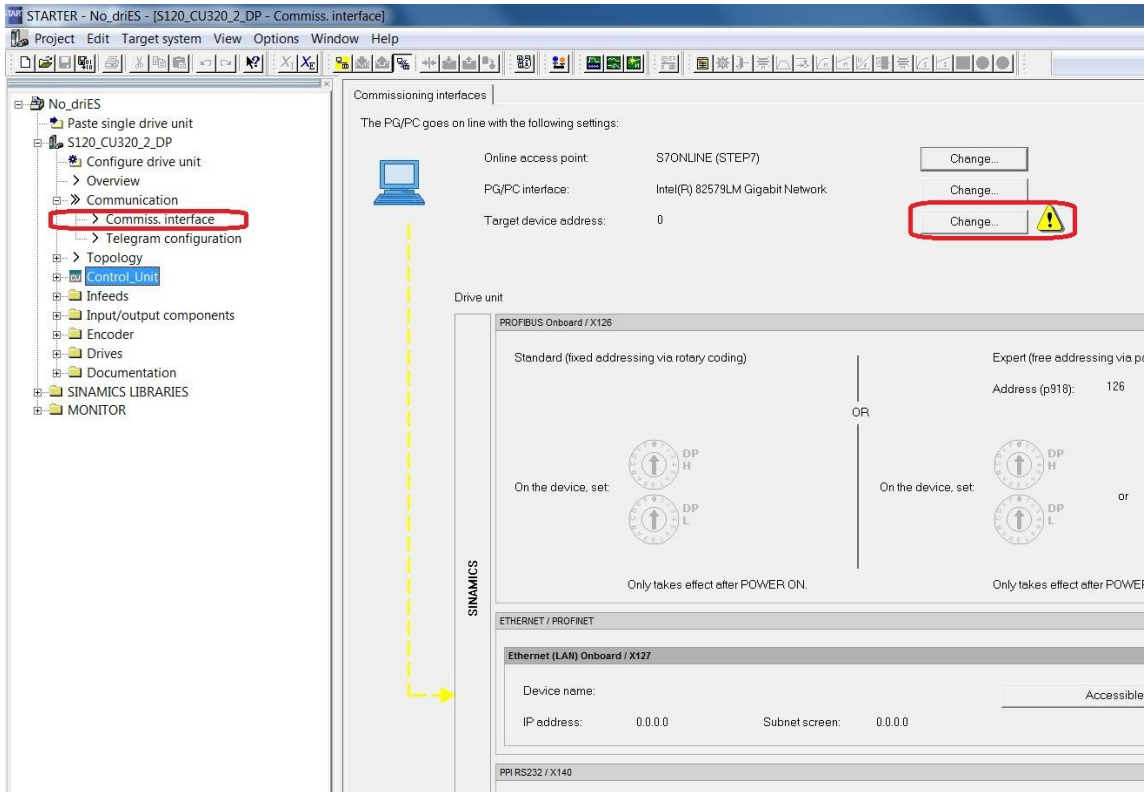 STARTER - No_driES - [S120_CU320_2_DP - Commiss. interface]
Project Edit Target system View Options Window Help
No_driES
Paste single drive unit
S120_CU320_2_DP
Configure drive unit
Overview
Communication
Commiss. interface
Telegram configuration
Topology
Control_Unit
Infeeds
Input/output components
Encoder
Drives
Documentation
SINAMICS LIBRARIES
MONITOR
Commissioning interfaces
The PG/PC goes on line with the following settings:
Online access point: S7ONLINE (STEP7) Change...
PG/PC interface: Intel(R) 82579LM Gigabit Network Change...
Target device address: 0 Change...
Drive unit
SINAMICS
PROFIBUS Onboard / X126
Standard (fixed addressing via rotary coding)
Expert (free addressing via pa
Address (p918): 126
OR
On the device, set:
DP
H
DP
L
On the device, set:
DP
H
DP
L
or
Only takes effect after POWER ON.
Only takes effect after POWER
ETHERNET / PROFINET
Ethernet (LAN) Onboard / X127
Device name:
Accessible
IP address: 0.0.0.0 Subnet screen: 0.0.0.0
PPI RS232 / X140